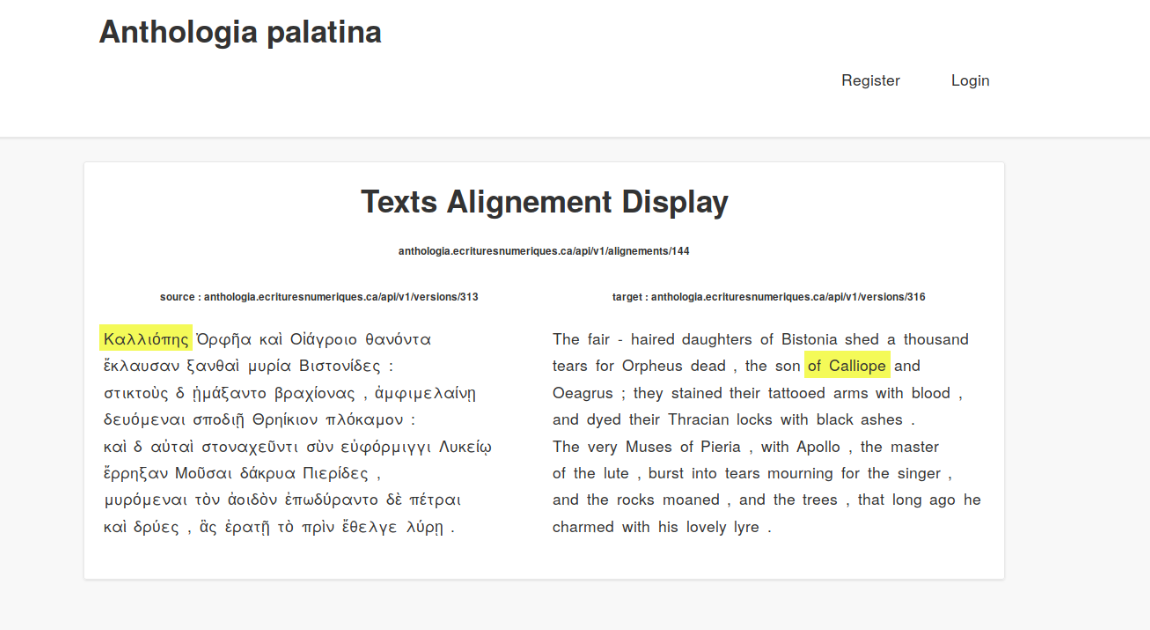 Anthologia palatina
Register Login
Texts Alignement Display
anthologia.ecrituresnumeriques.ca/api/v1/alignements/144
source : anthologia.ecrituresnumeriques.ca/api/v1/versions/313
Καλλιόπης Ὀρφῆα καὶ Οἰάγροιο θανόντα
ἔκλαυσαν ξανθαὶ μυρία Βιστονίδες :
στικτοὺς δ ᾑμάξαντο βραχίονας , ἀμφιμελαίνῃ
δευόμεναι σποδιῇ Θρηίκιον πλόκαμον :
καὶ δ αὐταὶ στοναχεῦντι σὺν εὐφόρμιγγι Λυκείῳ
ἔρρηξαν Μοῦσαι δάκρυα Πιερίδες ,
μυρόμεναι τὸν ἀοιδὸν ἐπωδύραντο δὲ πέτραι
καὶ δρύες , ἃς ἐρατῇ τὸ πρὶν ἔθελγε λύρῃ .
target : anthologia.ecrituresnumeriques.ca/api/v1/versions/316
The fair - haired daughters of Bistonia shed a thousand
tears for Orpheus dead , the son of Calliope and
Oeagrus ; they stained their tattooed arms with blood ,
and dyed their Thracian locks with black ashes .
The very Muses of Pieria , with Apollo , the master
of the lute , burst into tears mourning for the singer ,
and the rocks moaned , and the trees , that long ago he
charmed with his lovely lyre .